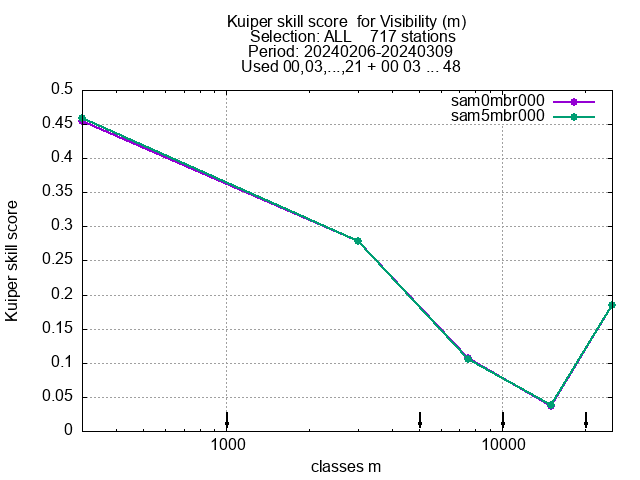 Kuiper skill score  for Visibility (m)
Selection: ALL    717 stations
Period: 20240206-20240309
Used 00,03,...,21 + 00 03 ... 48
sam0mbr000
sam5mbr000
0.5
0.45
0.4
0.35
0.3
0.25
0.2
0.15
0.1
0.05
0
Kuiper skill score
1000
10000
classes m